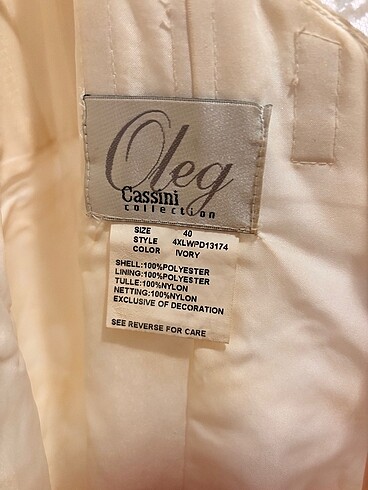 Oleg
Cassini
collection
SIZE 40
STYLE 4XLWPD13174
COLOR IVORY
SHELL:100%POLYESTER
LINING:100%POLYESTER
TULLE:100%NYLON
NETTING:100%NYLON
EXCLUSIVE OF DECORATION
SEE REVERSE FOR CARE